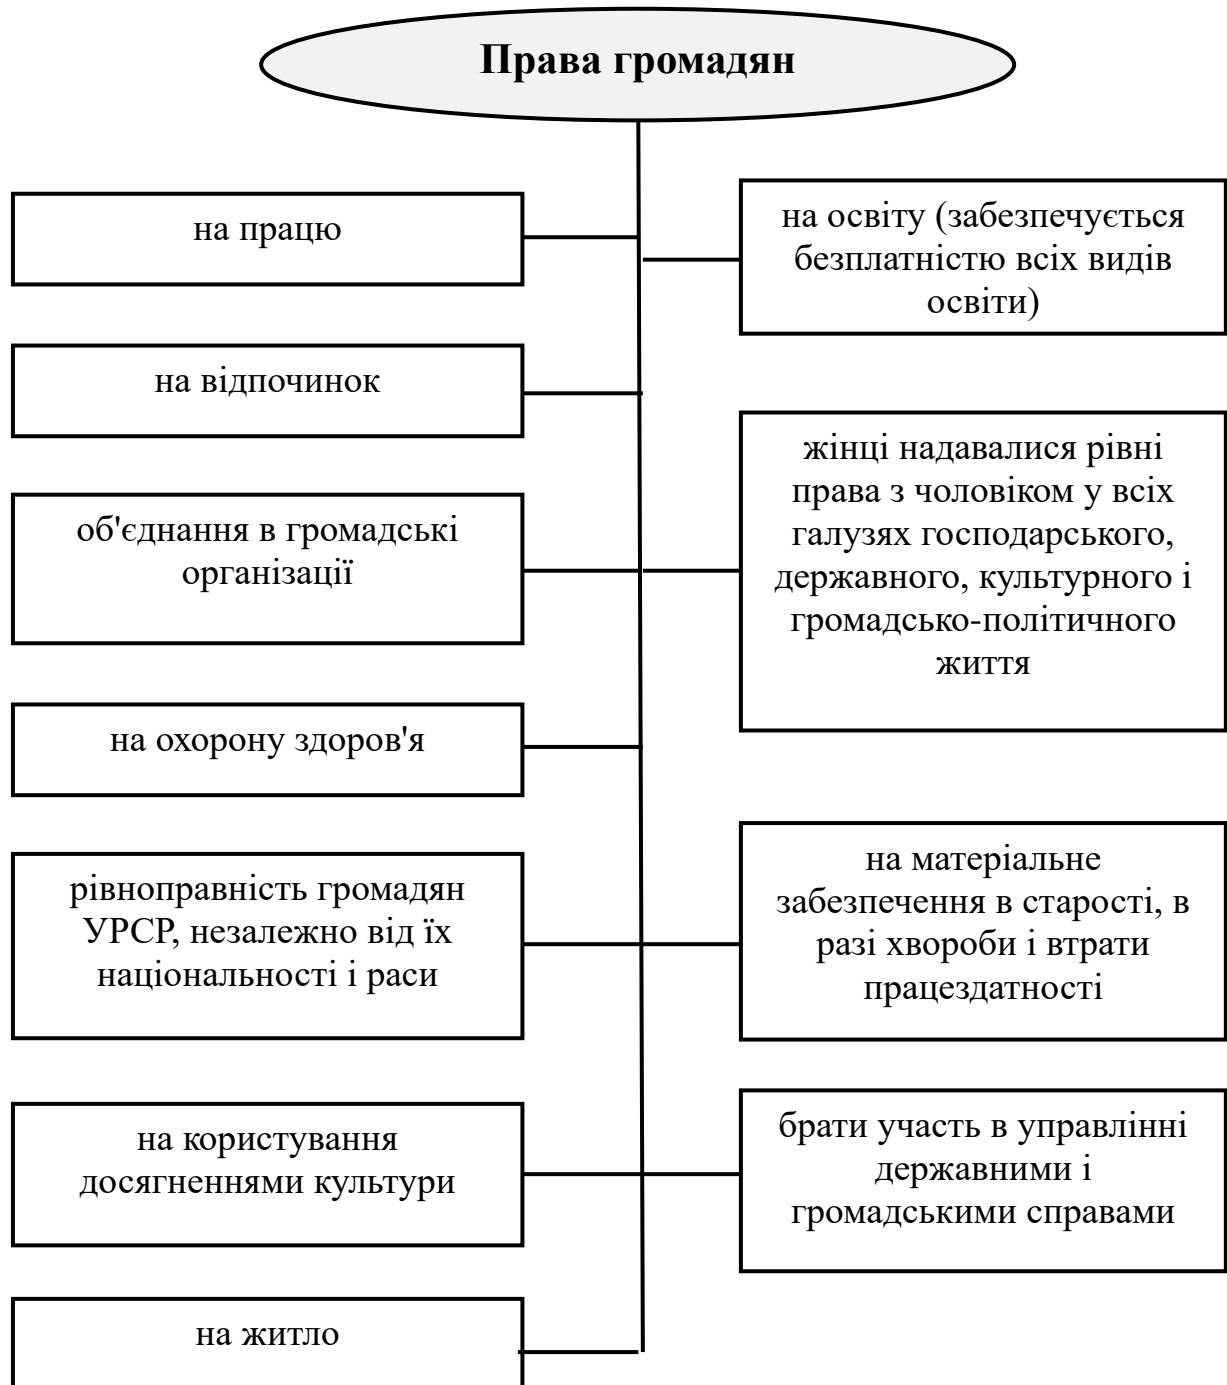 Права громадян
на працю
на освіту (забезпечується
безплатністю всіх видів
освіти)
на відпочинок
жінці надавалися рівні
права з чоловіком у всіх
галузях господарського,
державного, культурного і
громадсько-політичного
життя
об'єднання в громадські
організації
на охорону здоров'я
рівноправність громадян
УРСР, незалежно від їх
національності і раси
на матеріальне
забезпечення в старості, в
разі хвороби і втрати
працездатності
на користування
досягненнями культури
брати участь в управлінні
державними і
громадськими справами
на житло